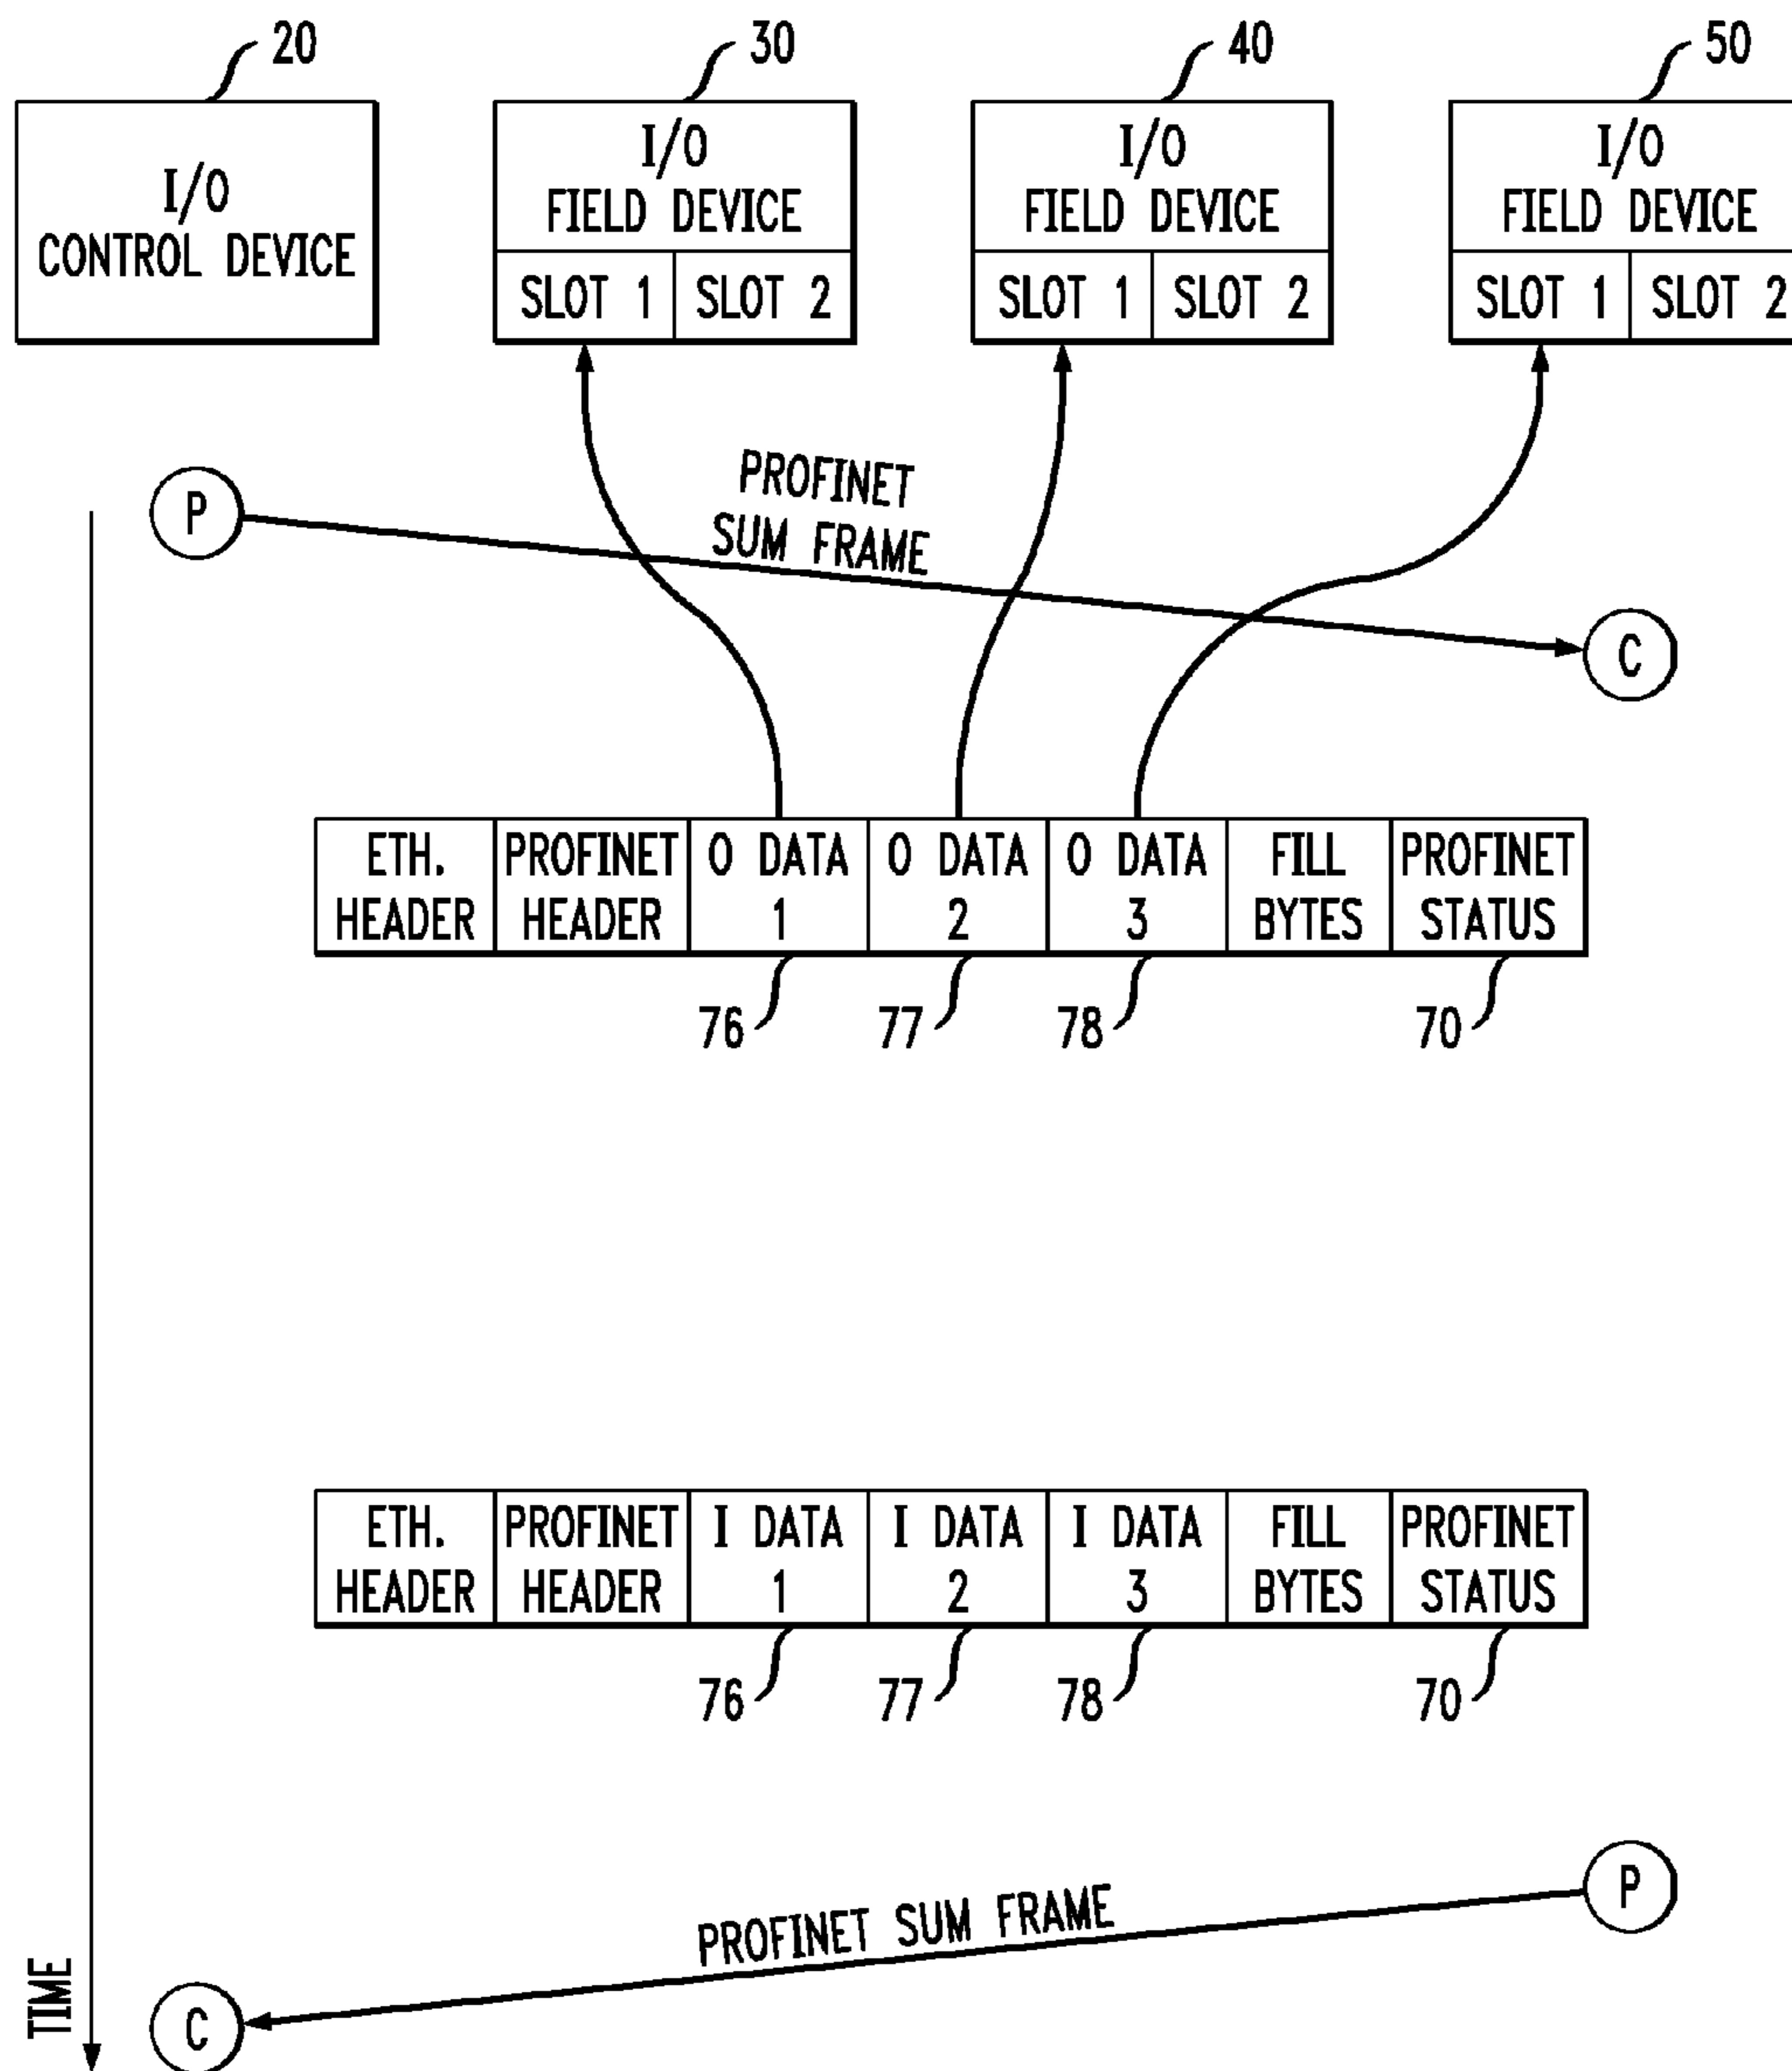 20
30
40
50
I/O
CONTROL DEVICE
I/O
FIELD DEVICE
SLOT 1
SLOT 2
I/O
FIELD DEVICE
SLOT 1
SLOT 2
I/O
FIELD DEVICE
SLOT 1
SLOT 2
P
PROFINET
SUM FRAME
C
ETH.
HEADER
PROFINET
HEADER
O DATA
1
O DATA
2
O DATA
3
FILL
BYTES
PROFINET
STATUS
76
77
78
70
ETH.
HEADER
PROFINET
HEADER
I DATA
1
I DATA
2
I DATA
3
FILL
BYTES
PROFINET
STATUS
76
77
78
70
P
PROFINET SUM FRAME
C
TIME